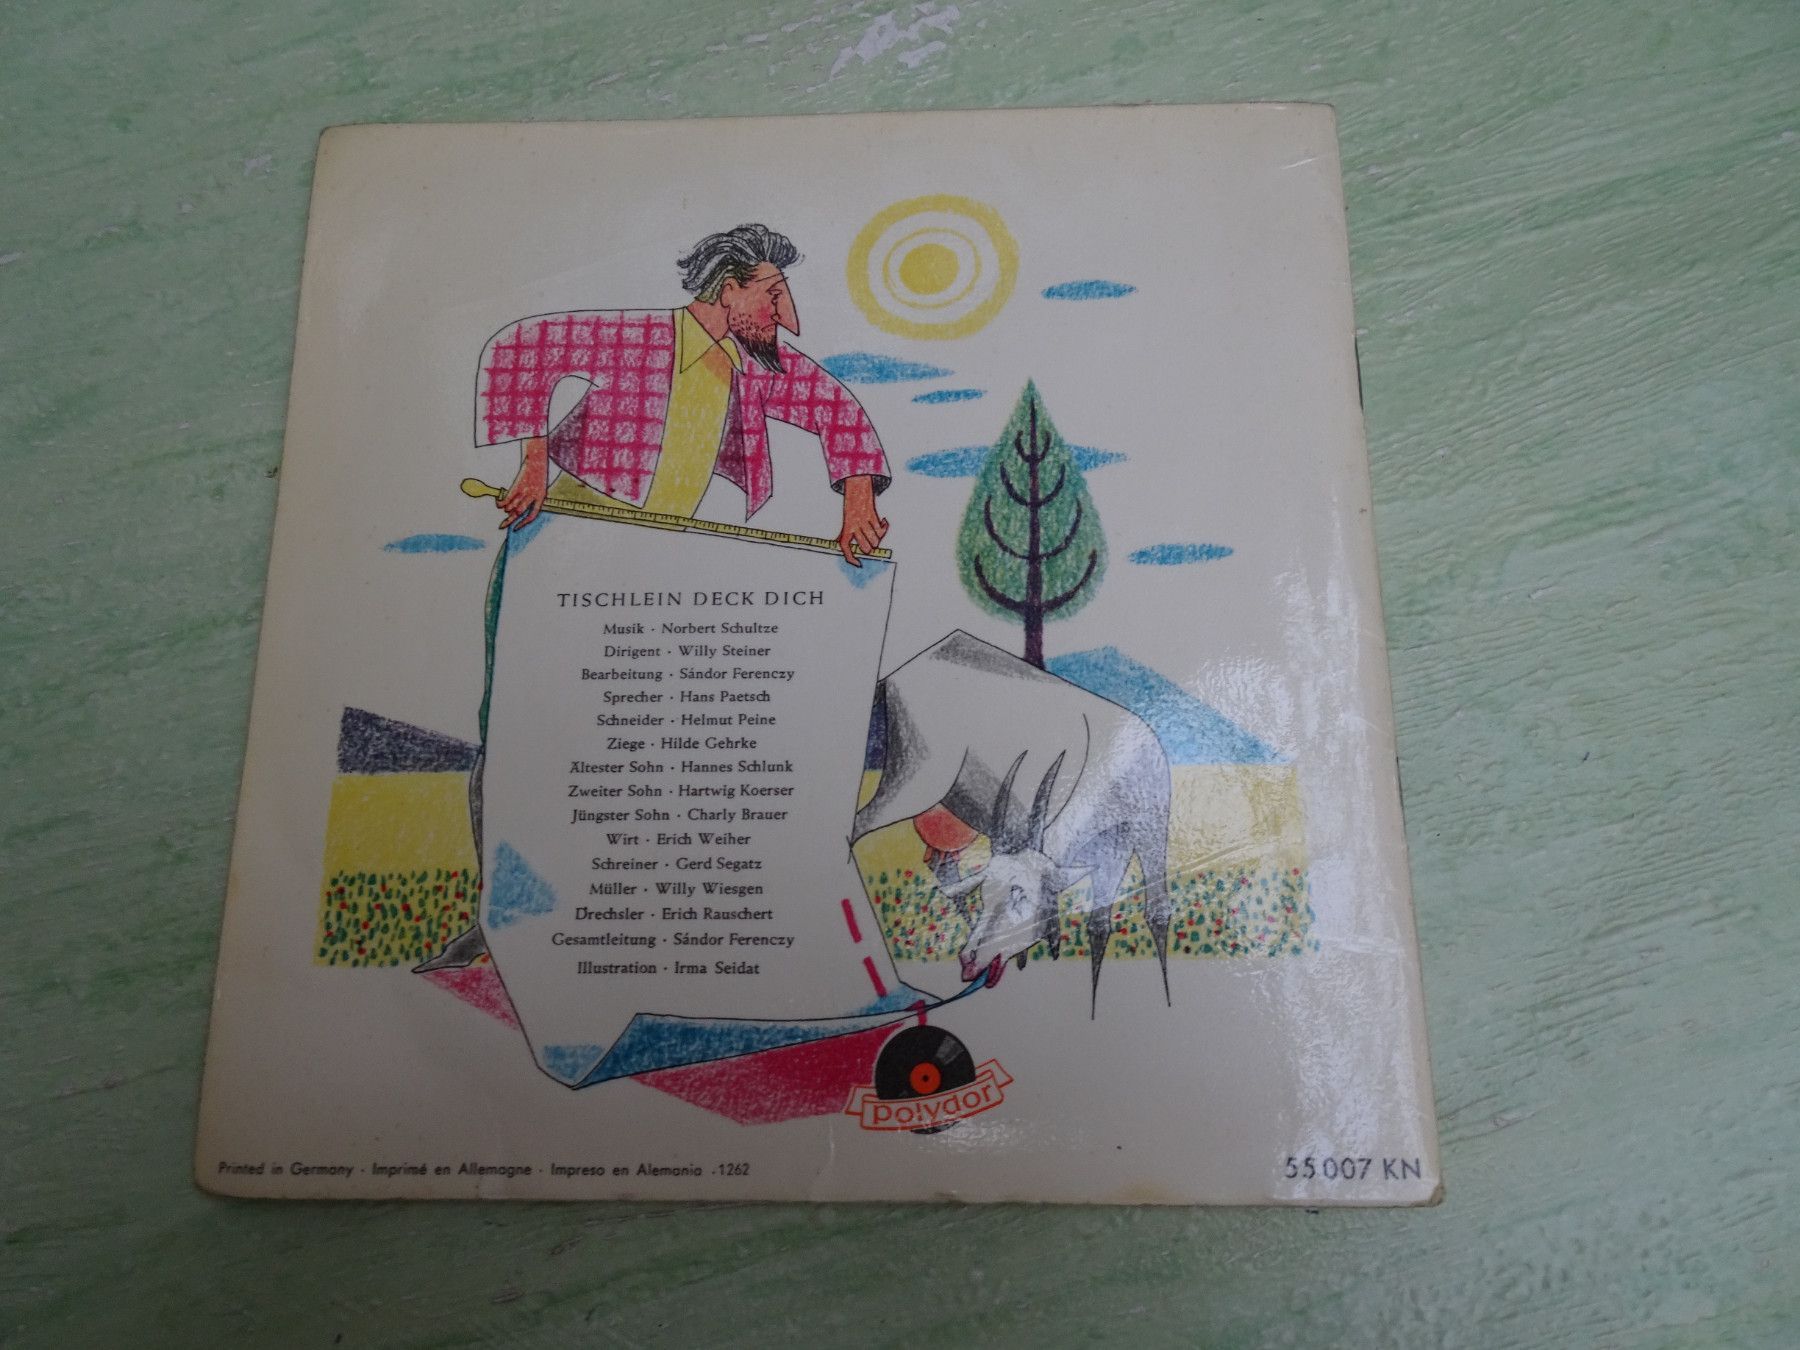 TISCHLEIN DECK DICH
Musik · Norbert Schultze
Dirigent · Willy Steiner
Bearbeitung · Sándor Ferenczy
Sprecher · Hans Paetsch
Schneider · Helmut Peine
Ziege · Hilde Gehrke
Ältester Sohn · Hannes Schlunk
Zweiter Sohn · Hartwig Koerser
Jüngster Sohn · Charly Brauer
Wirt · Erich Weiher
Schreiner · Gerd Segatz
Müller · Willy Wiesgen
Drechsler · Erich Rauschert
Gesamtleitung · Sándor Ferenczy
Illustration · Irma Seidat
polydor
Printed in Germany · Imprimé en Allemagne · Impreso en Alemania · 1262
55 007 KN